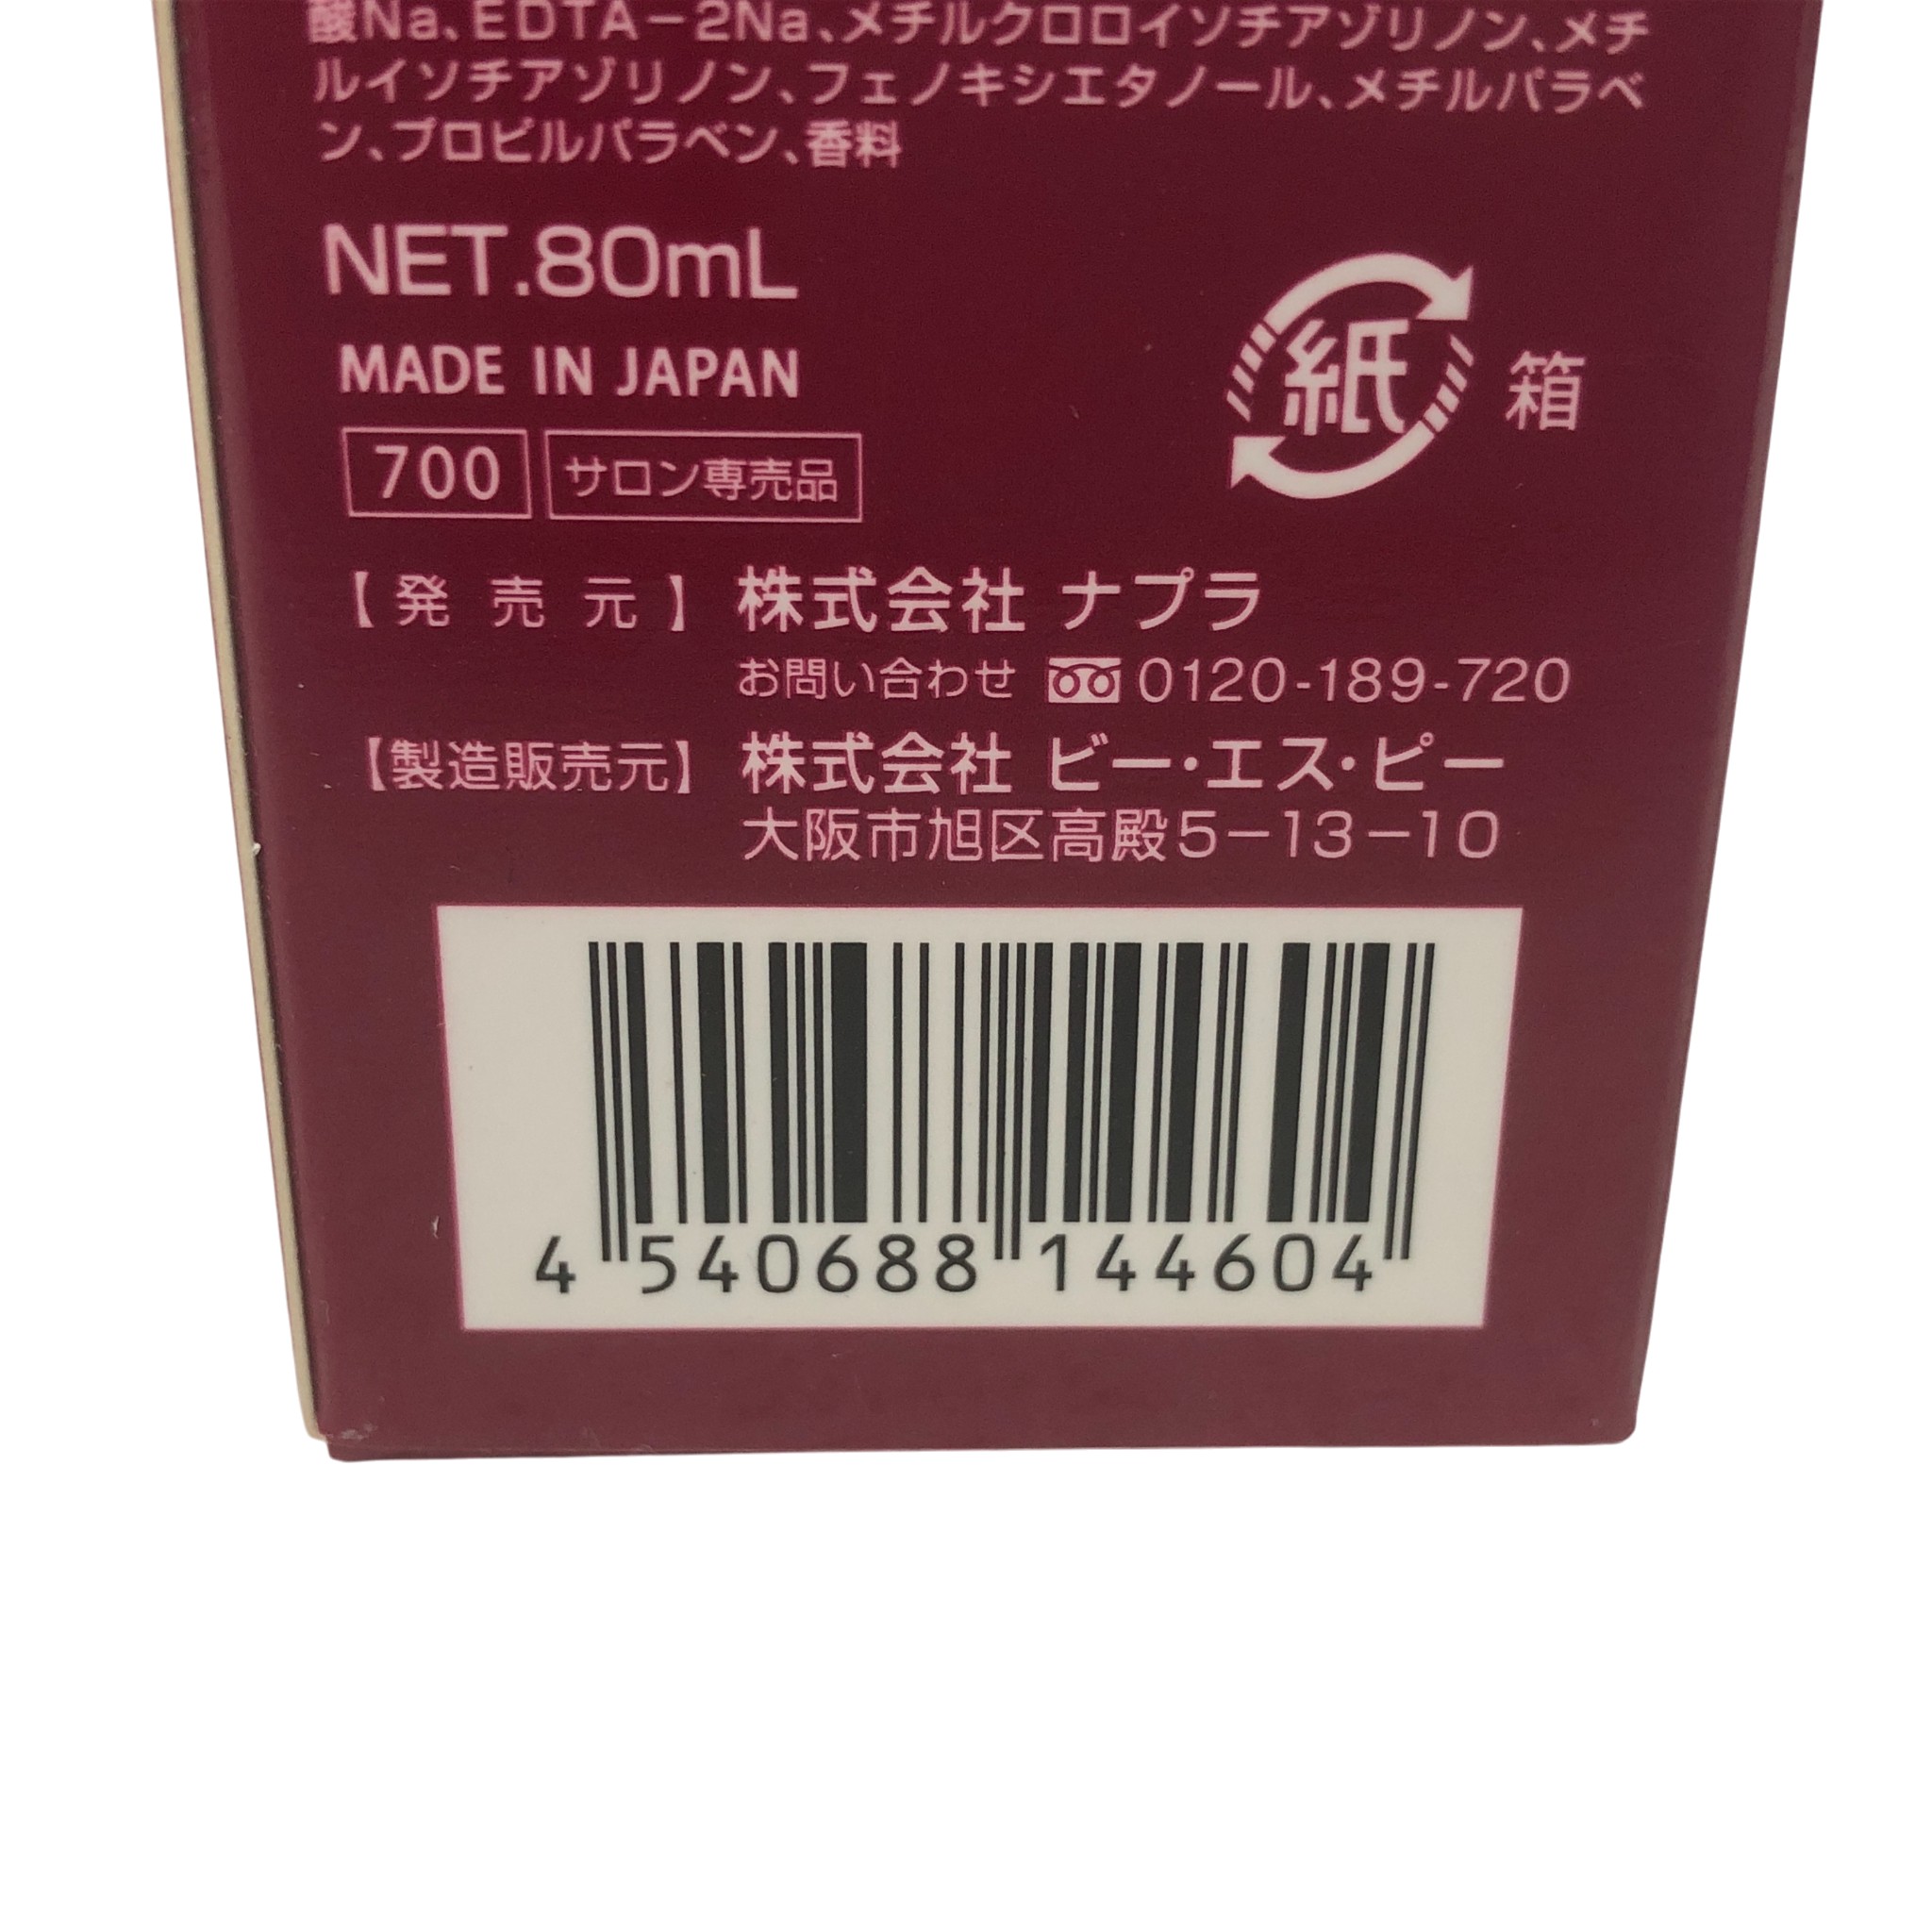 酸Na、EDTA－2Na、メチルクロロイソチアゾリノン、メチ
ルイソチアゾリノン、フェノキシエタノール、メチルパラベ
ン、プロピルパラベン、香料
NET.80mL
MADE IN JAPAN
紙 箱
700 サロン専売品
【発売元】 株式会社 ナプラ
お問い合わせ 0120-189-720
【製造販売元】 株式会社 ビー・エス・ピー
大阪市旭区高殿5－13－10
4 540688 144604